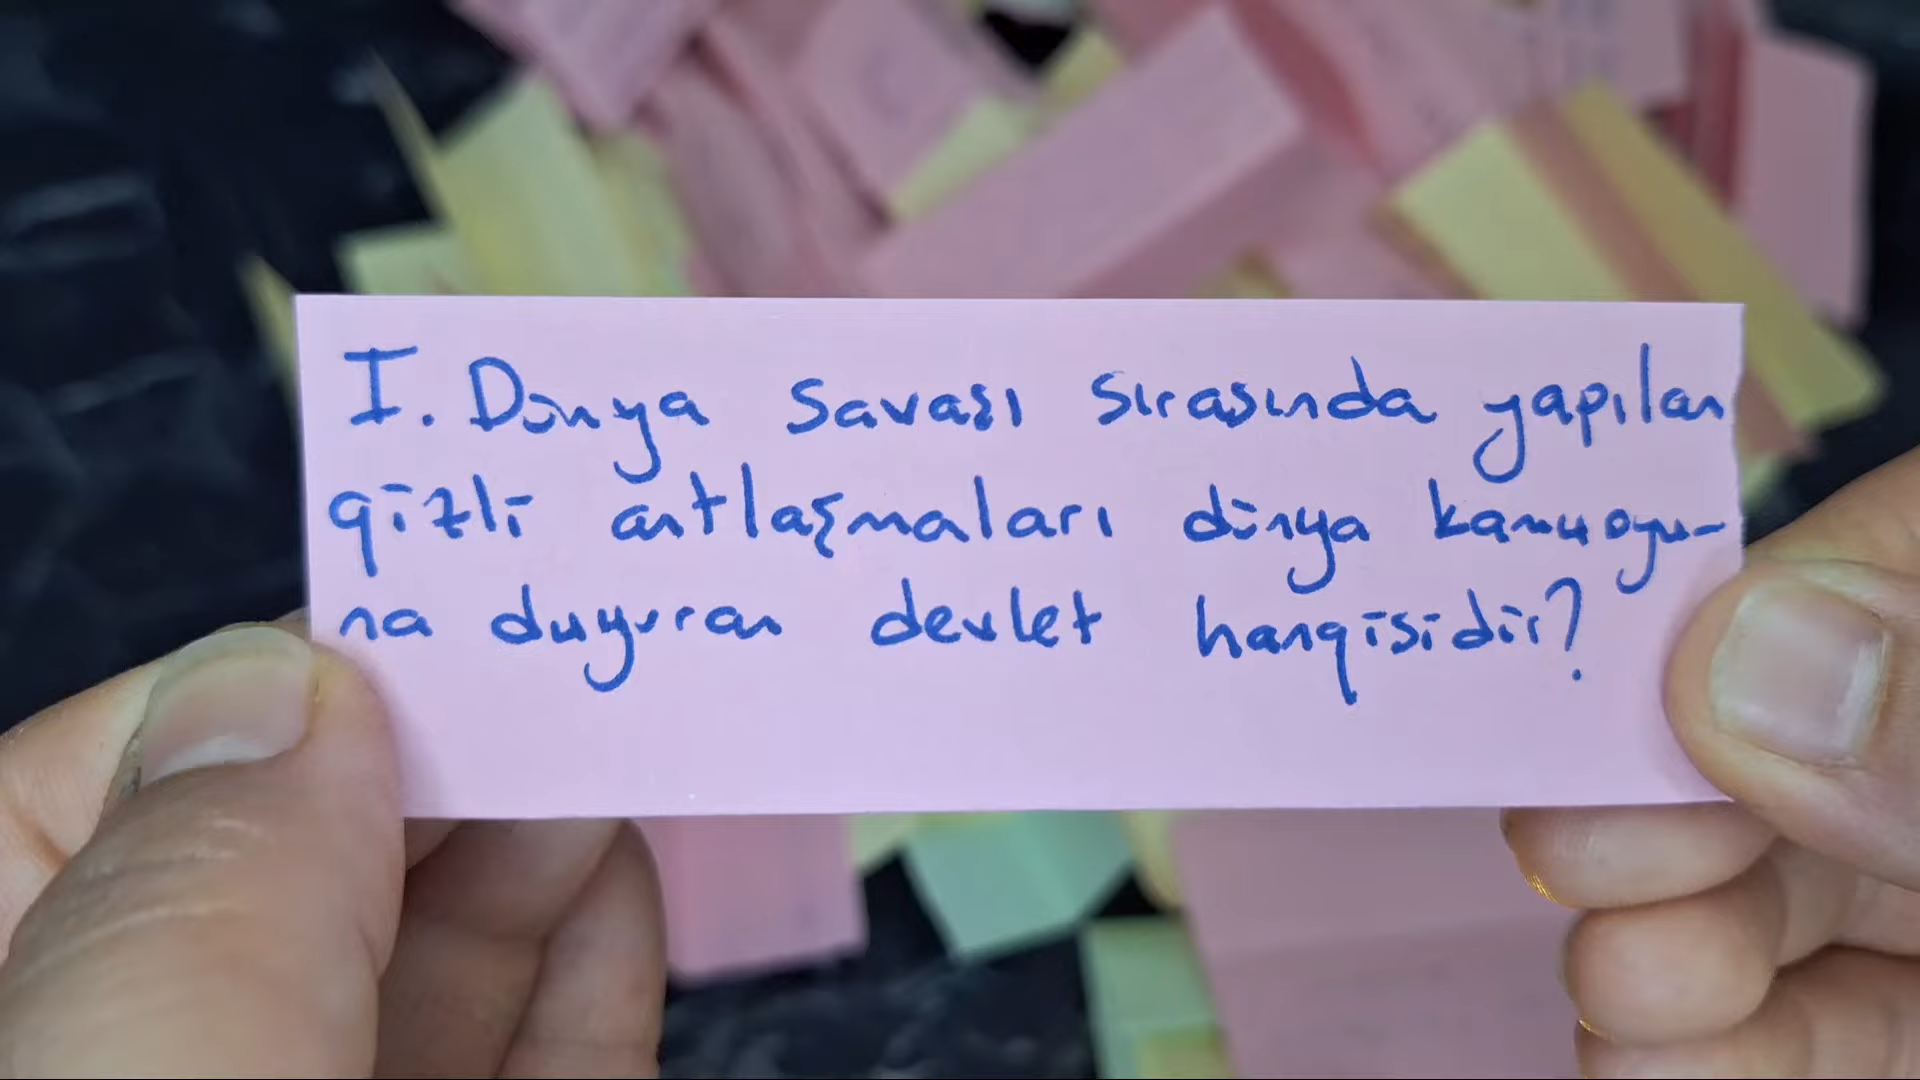 I. Dünya Savaşı sırasında yapılan
gizli antlaşmaları dünya kamuoyu-
na duyuran devlet hangisidir?